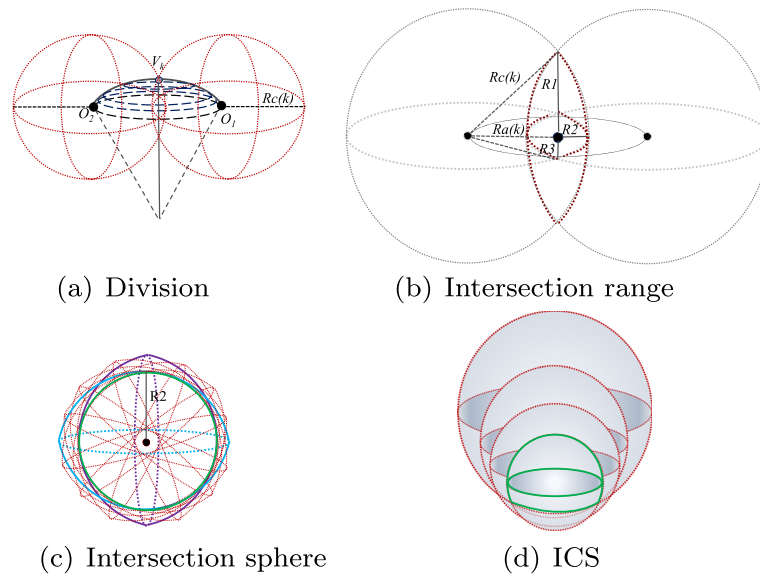 V_k
O_2
O_1
Rc(k)
(a) Division
Rc(k)
R1
Ra(k)
R2
R3
(b) Intersection range
R2
(c) Intersection sphere
(d) ICS